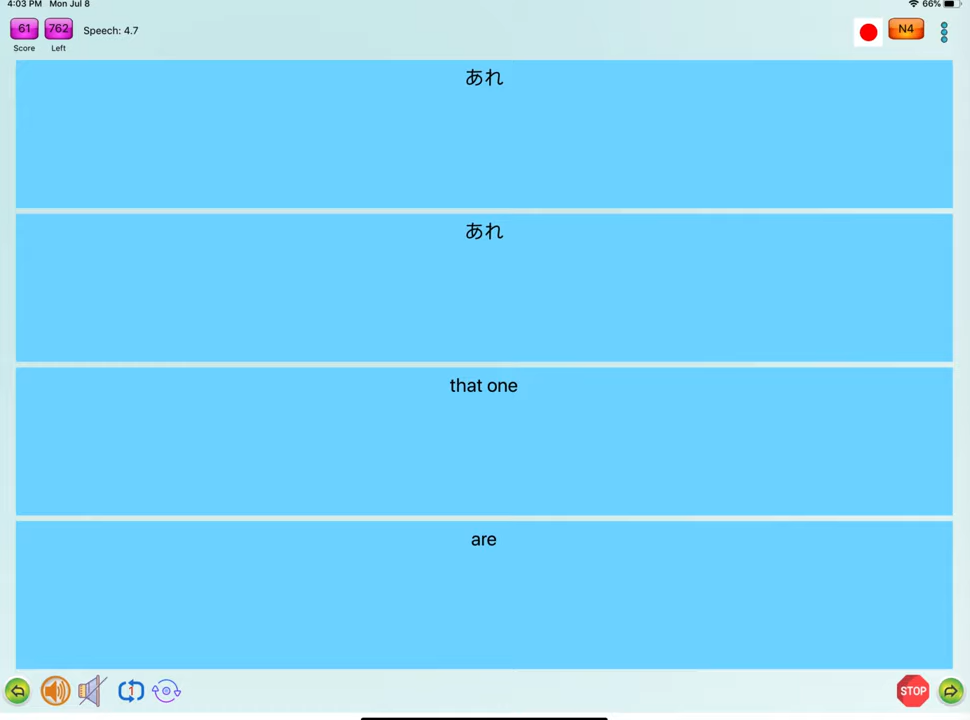 4:03 PM Mon Jul 8
66%
61
762
Speech: 4.7
N4
Score
Left
あれ
あれ
that one
are
1
STOP